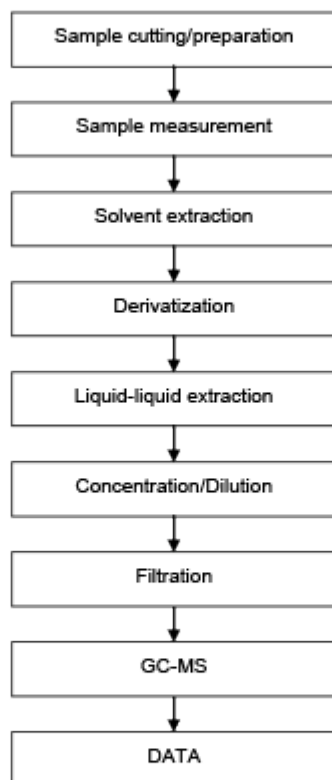 Sample cutting/preparation
Sample measurement
Solvent extraction
Derivatization
Liquid-liquid extraction
Concentration/Dilution
Filtration
GC-MS
DATA